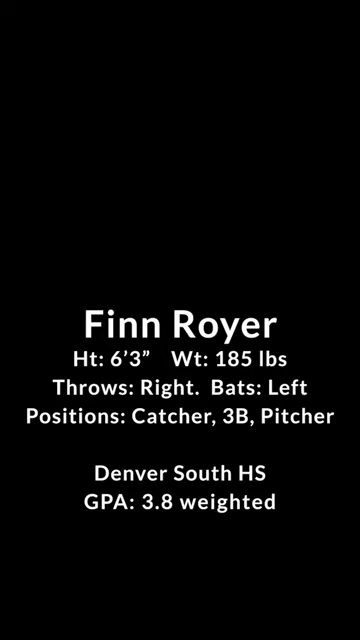 Finn Royer
Ht: 6’3” Wt: 185 lbs
Throws: Right. Bats: Left
Positions: Catcher, 3B, Pitcher
Denver South HS
GPA: 3.8 weighted